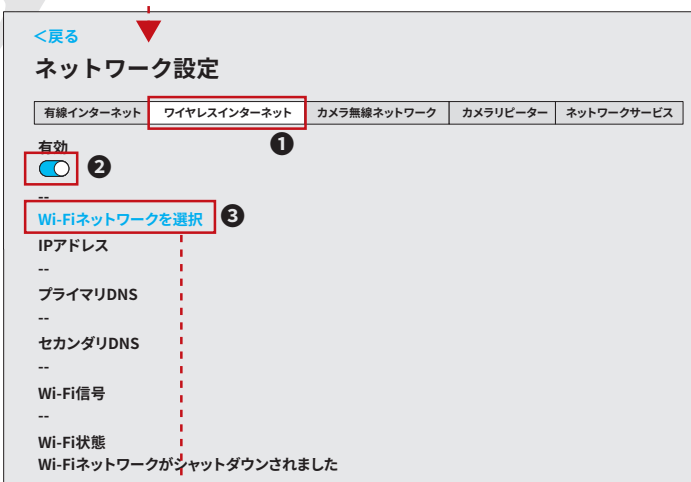 <戻る
ネットワーク設定
有線インターネット ワイヤレスインターネット カメラ無線ネットワーク カメラリピーター ネットワークサービス
❶
有効
❷
--
Wi-Fiネットワークを選択 ❸
IPアドレス
--
プライマリDNS
--
セカンダリDNS
--
Wi-Fi信号
--
Wi-Fi状態
Wi-Fiネットワークがシャットダウンされました